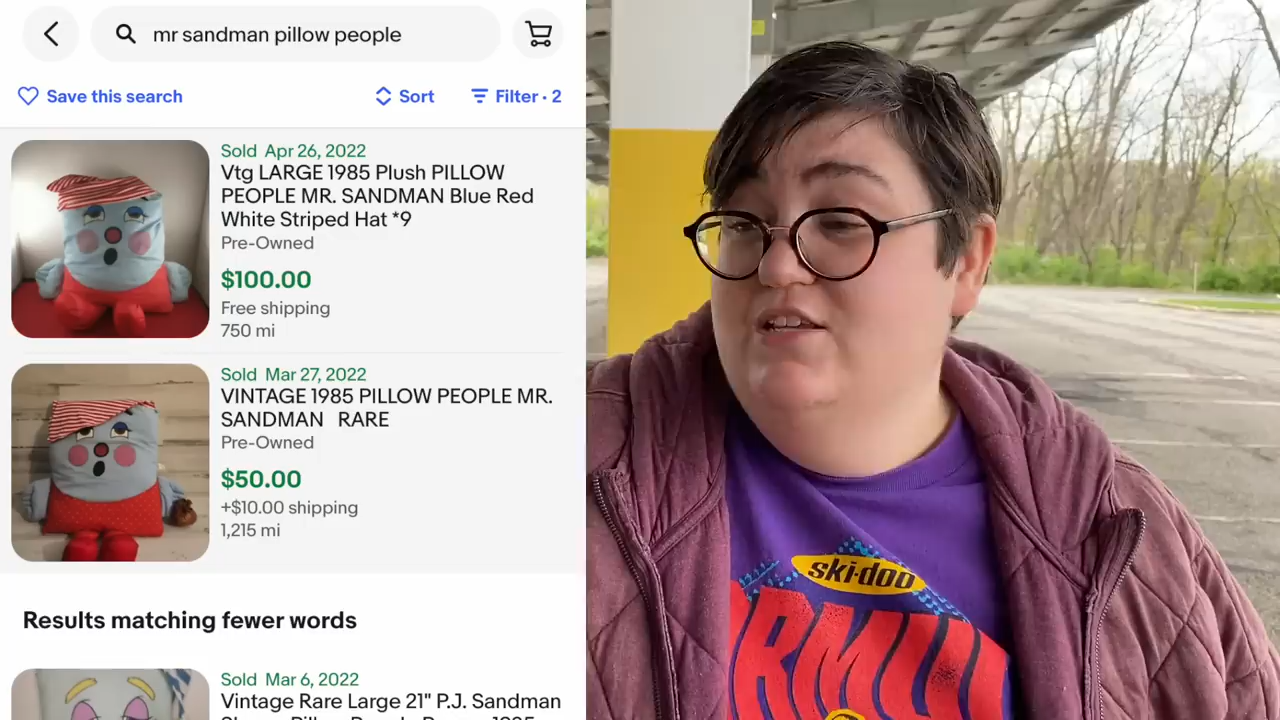 mr sandman pillow people
Save this search
Sort
Filter · 2
Sold Apr 26, 2022
Vtg LARGE 1985 Plush PILLOW
PEOPLE MR. SANDMAN Blue Red
White Striped Hat *9
Pre-Owned
$100.00
Free shipping
750 mi
Sold Mar 27, 2022
VINTAGE 1985 PILLOW PEOPLE MR.
SANDMAN RARE
Pre-Owned
$50.00
+$10.00 shipping
1,215 mi
Results matching fewer words
Sold Mar 6, 2022
Vintage Rare Large 21" P.J. Sandman
ski-doo